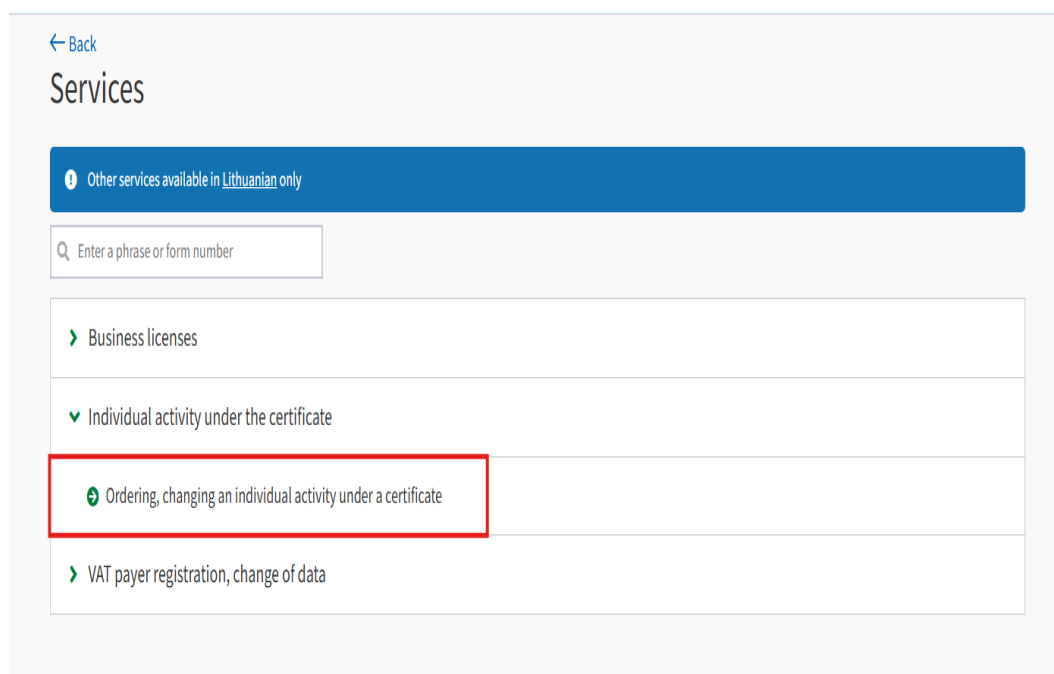 Back
Services
Other services available in Lithuanian only
Enter a phrase or form number
Business licenses
Individual activity under the certificate
Ordering, changing an individual activity under a certificate
VAT payer registration, change of data